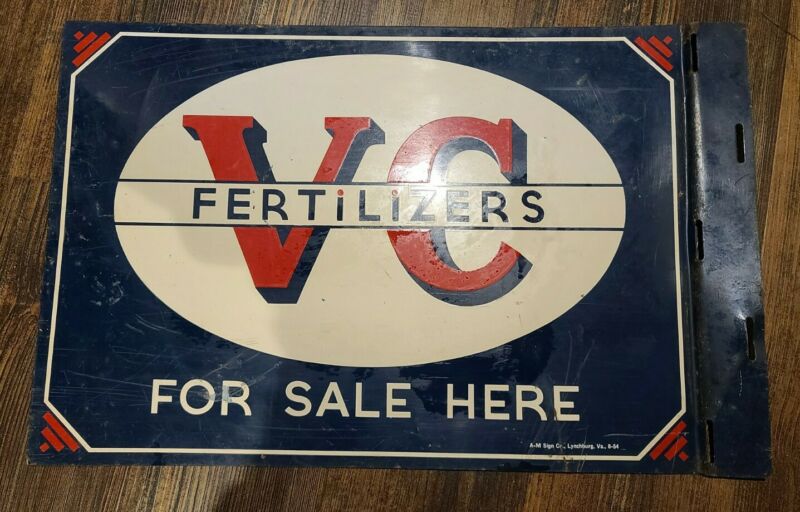 VC
FERTiLiZERS
FOR SALE HERE
A-M Sign Co., Lynchburg, Va., 8-54